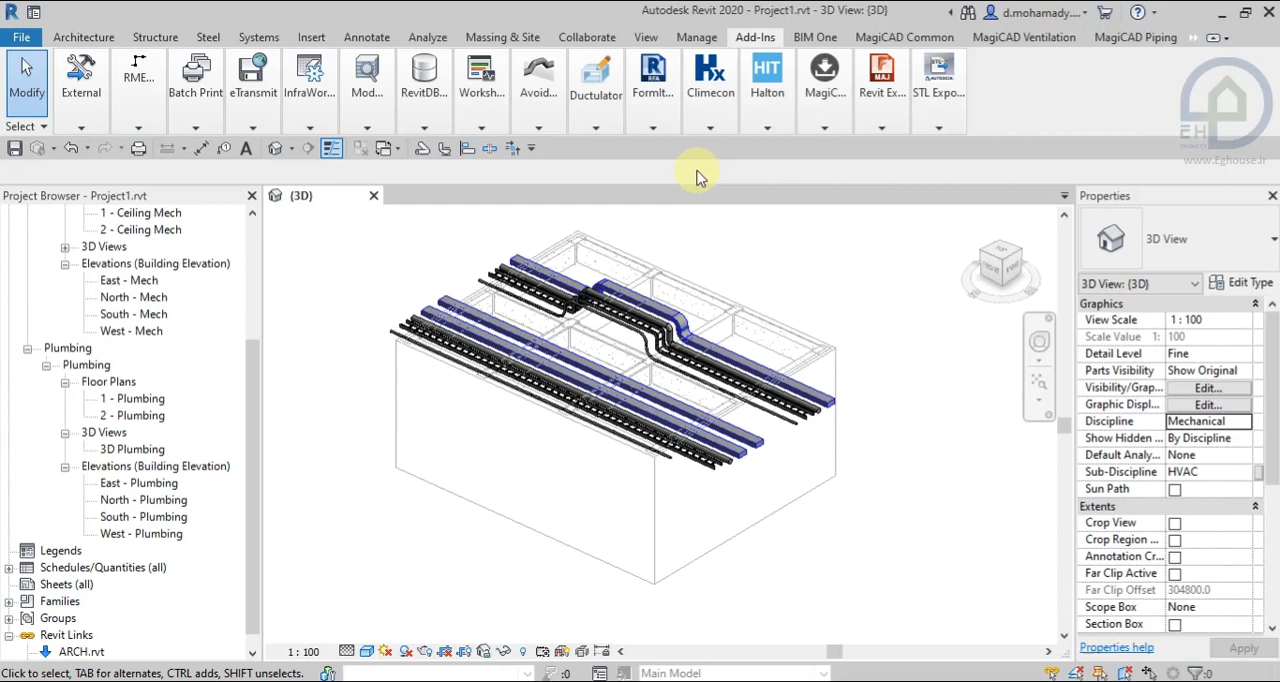 Autodesk Revit 2020 - Project1.rvt - 3D View: {3D}
d.mohamady....
File Architecture Structure Steel Systems Insert Annotate Analyze Massing & Site Collaborate View Manage Add-Ins BIM One MagiCAD Common MagiCAD Ventilation MagiCAD Piping
Modify External RME... Batch Print eTransmit InfraWor... Mod... RevitDB... Worksh... Avoid... Ductulator FormIt... Climecon Halton MagiC... Revit Ex... STL Expo...
Select
www.Eghouse.ir
Project Browser - Project1.rvt
1 - Ceiling Mech
2 - Ceiling Mech
3D Views
Elevations (Building Elevation)
East - Mech
North - Mech
South - Mech
West - Mech
Plumbing
Plumbing
Floor Plans
1 - Plumbing
2 - Plumbing
3D Views
3D Plumbing
Elevations (Building Elevation)
East - Plumbing
North - Plumbing
South - Plumbing
West - Plumbing
Legends
Schedules/Quantities (all)
Sheets (all)
Families
Groups
Revit Links
ARCH.rvt
{3D}
Properties
3D View
3D View: {3D} Edit Type
Graphics
View Scale 1 : 100
Scale Value 1: 100
Detail Level Fine
Parts Visibility Show Original
Visibility/Grap... Edit...
Graphic Displ... Edit...
Discipline Mechanical
Show Hidden ... By Discipline
Default Analy... None
Sub-Discipline HVAC
Sun Path
Extents
Crop View
Crop Region ...
Annotation Cr...
Far Clip Active
Far Clip Offset 304800.0
Scope Box None
Section Box
Properties help Apply
1 : 100
Click to select, TAB for alternates, CTRL adds, SHIFT unselects.
:0
Main Model
:0